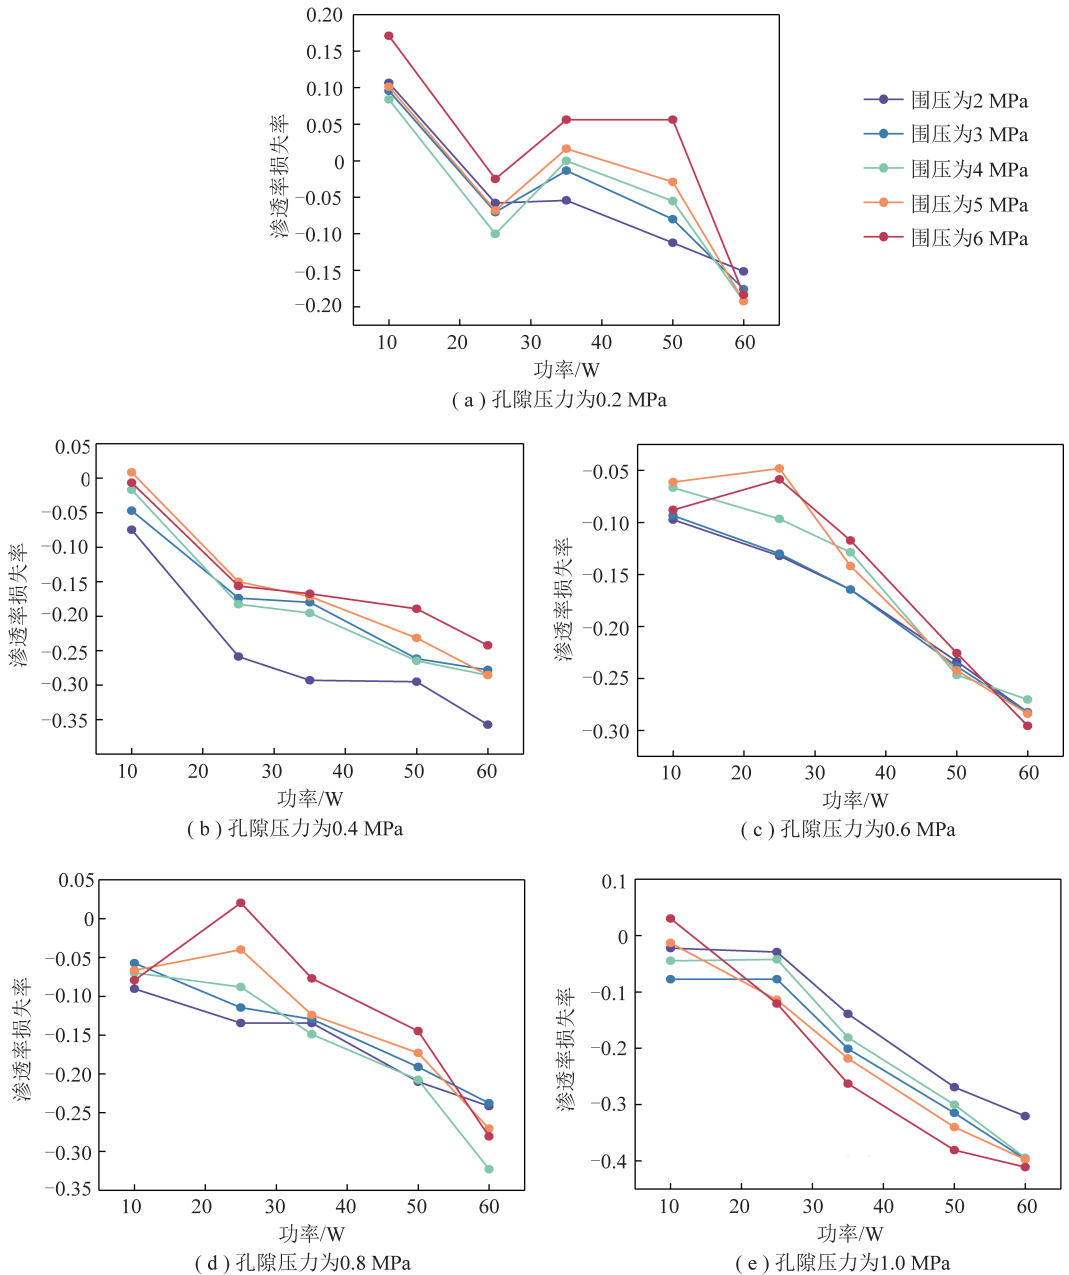 0.20
0.15
0.10
0.05
0
−0.05
−0.10
−0.15
−0.20
渗透率损失率
10 20 30 40 50 60
功率/W
( a ) 孔隙压力为0.2 MPa
围压为2 MPa
围压为3 MPa
围压为4 MPa
围压为5 MPa
围压为6 MPa
0.05
0
−0.05
−0.10
−0.15
−0.20
−0.25
−0.30
−0.35
渗透率损失率
10 20 30 40 50 60
功率/W
( b ) 孔隙压力为0.4 MPa
−0.05
−0.10
−0.15
−0.20
−0.25
−0.30
渗透率损失率
10 20 30 40 50 60
功率/W
( c ) 孔隙压力为0.6 MPa
0.05
0
−0.05
−0.10
−0.15
−0.20
−0.25
−0.30
−0.35
渗透率损失率
10 20 30 40 50 60
功率/W
( d ) 孔隙压力为0.8 MPa
0.1
0
−0.1
−0.2
−0.3
−0.4
渗透率损失率
10 20 30 40 50 60
功率/W
( e ) 孔隙压力为1.0 MPa